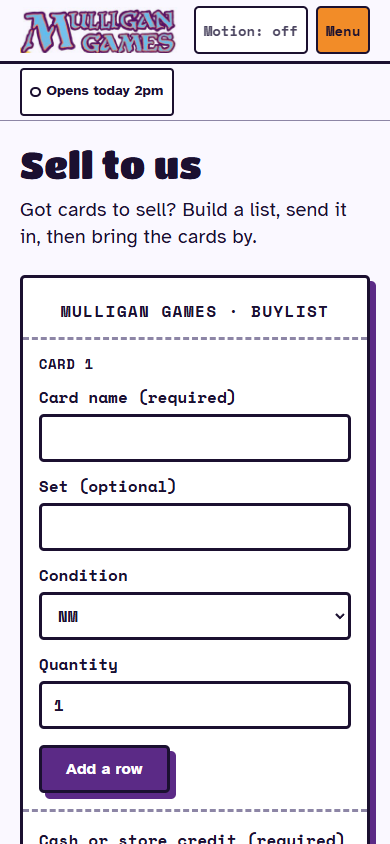 MULLIGAN GAMES
Motion: off
Menu
Opens today 2pm
Sell to us
Got cards to sell? Build a list, send it
in, then bring the cards by.
MULLIGAN GAMES · BUYLIST
CARD 1
Card name (required)
Set (optional)
Condition
NM
Quantity
1
Add a row
Cash or store credit (required)